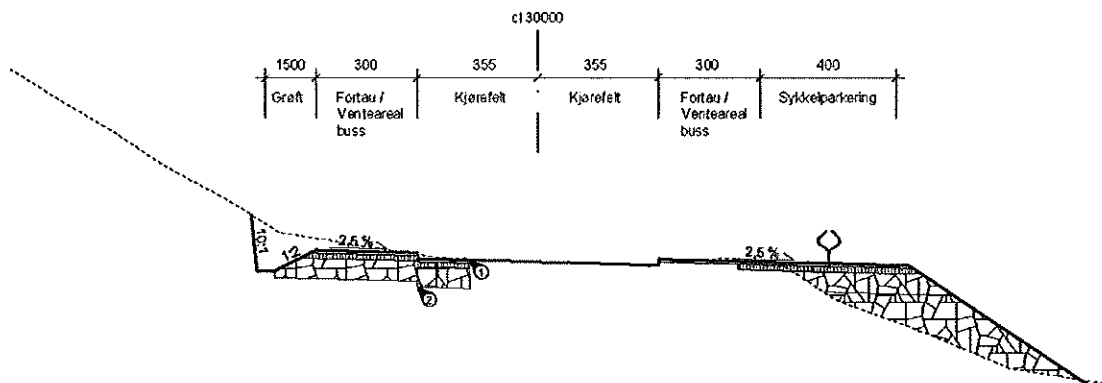 cl 30000
1500 300 355 355 300 400
Grøft Fortau / Kjørefelt Kjørefelt Fortau / Sykkelparkering
Venteareal Venteareal
buss buss
10:1 1:2 2,5 % 2,5 %
1
2